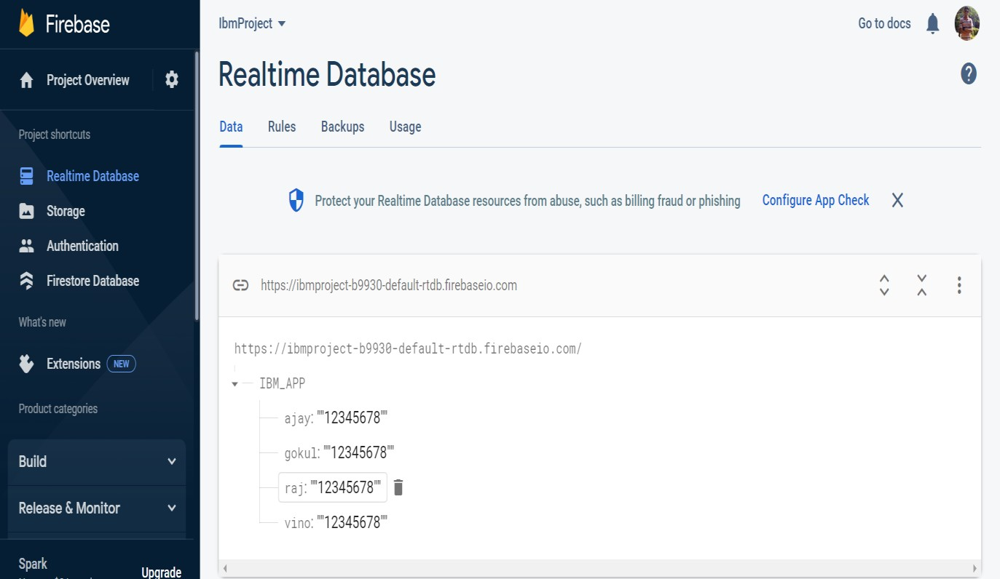 Firebase
IbmProject
Go to docs
Project Overview
Realtime Database
?
Data Rules Backups Usage
Project shortcuts
Realtime Database
Storage
Authentication
Firestore Database
What's new
Extensions NEW
Product categories
Build
Release & Monitor
Spark
Upgrade
Protect your Realtime Database resources from abuse, such as billing fraud or phishing Configure App Check
https://ibmproject-b9930-default-rtdb.firebaseio.com
https://ibmproject-b9930-default-rtdb.firebaseio.com/
IBM_APP
ajay: ""12345678""
gokul: ""12345678""
raj: ""12345678""
vino: ""12345678""